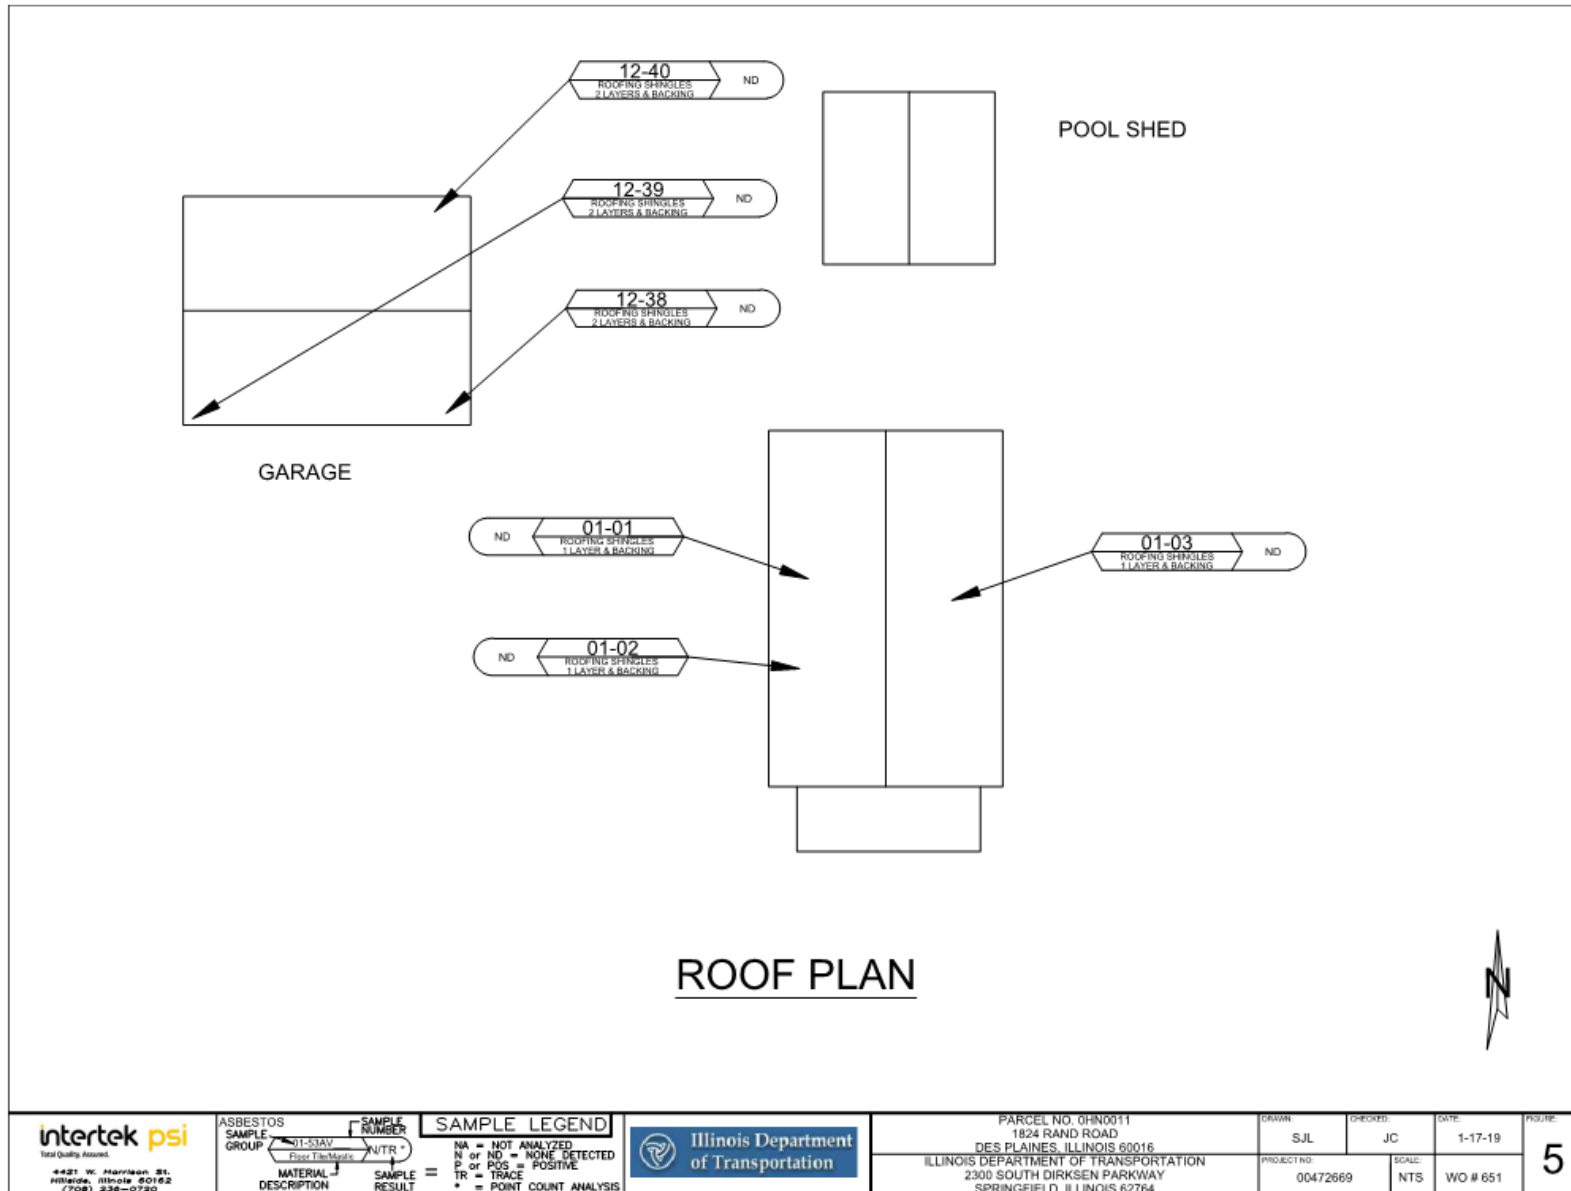 12-40
ROOFING SHINGLES
2 LAYERS & BACKING
ND
POOL SHED
12-39
ROOFING SHINGLES
2 LAYERS & BACKING
ND
12-38
ROOFING SHINGLES
2 LAYERS & BACKING
ND
GARAGE
ND
01-01
ROOFING SHINGLES
1 LAYER & BACKING
01-03
ROOFING SHINGLES
1 LAYER & BACKING
ND
ND
01-02
ROOFING SHINGLES
1 LAYER & BACKING
ROOF PLAN
N
intertek psi
Total Quality. Assured.
4421 W. Harrison St.
Hillside, Illinois 60162
(708) 236-0720
ASBESTOS
SAMPLE
GROUP
SAMPLE
NUMBER
01-53AV
Floor Tile/Mastic
N/TR *
MATERIAL
DESCRIPTION
SAMPLE
RESULT
=
SAMPLE LEGEND
NA = NOT ANALYZED
N or ND = NONE DETECTED
P or POS = POSITIVE
TR = TRACE
* = POINT COUNT ANALYSIS
Illinois Department
of Transportation
PARCEL NO. 0HN0011
1824 RAND ROAD
DES PLAINES, ILLINOIS 60016
ILLINOIS DEPARTMENT OF TRANSPORTATION
2300 SOUTH DIRKSEN PARKWAY
SPRINGFIELD, ILLINOIS 62764
DRAWN:
SJL
CHECKED:
JC
DATE:
1-17-19
PROJECT NO:
00472669
SCALE:
NTS
WO # 651
FIGURE:
5